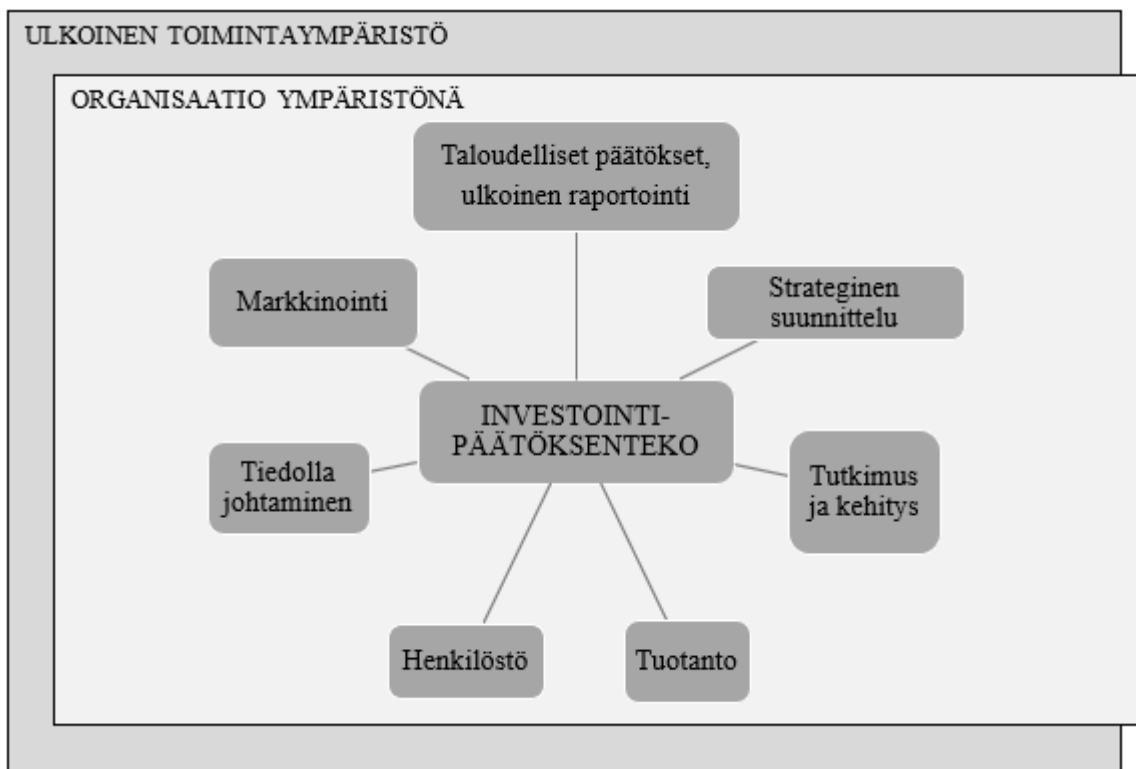 ULKOINEN TOIMINTAYMPÄRISTÖ
ORGANISAATIO YMPÄRISTÖNÄ
Taloudelliset päätökset,
ulkoinen raportointi
Markkinointi
Strateginen
suunnittelu
INVESTOINTI-
PÄÄTÖKSENTEKO
Tiedolla
johtaminen
Tutkimus
ja kehitys
Henkilöstö
Tuotanto